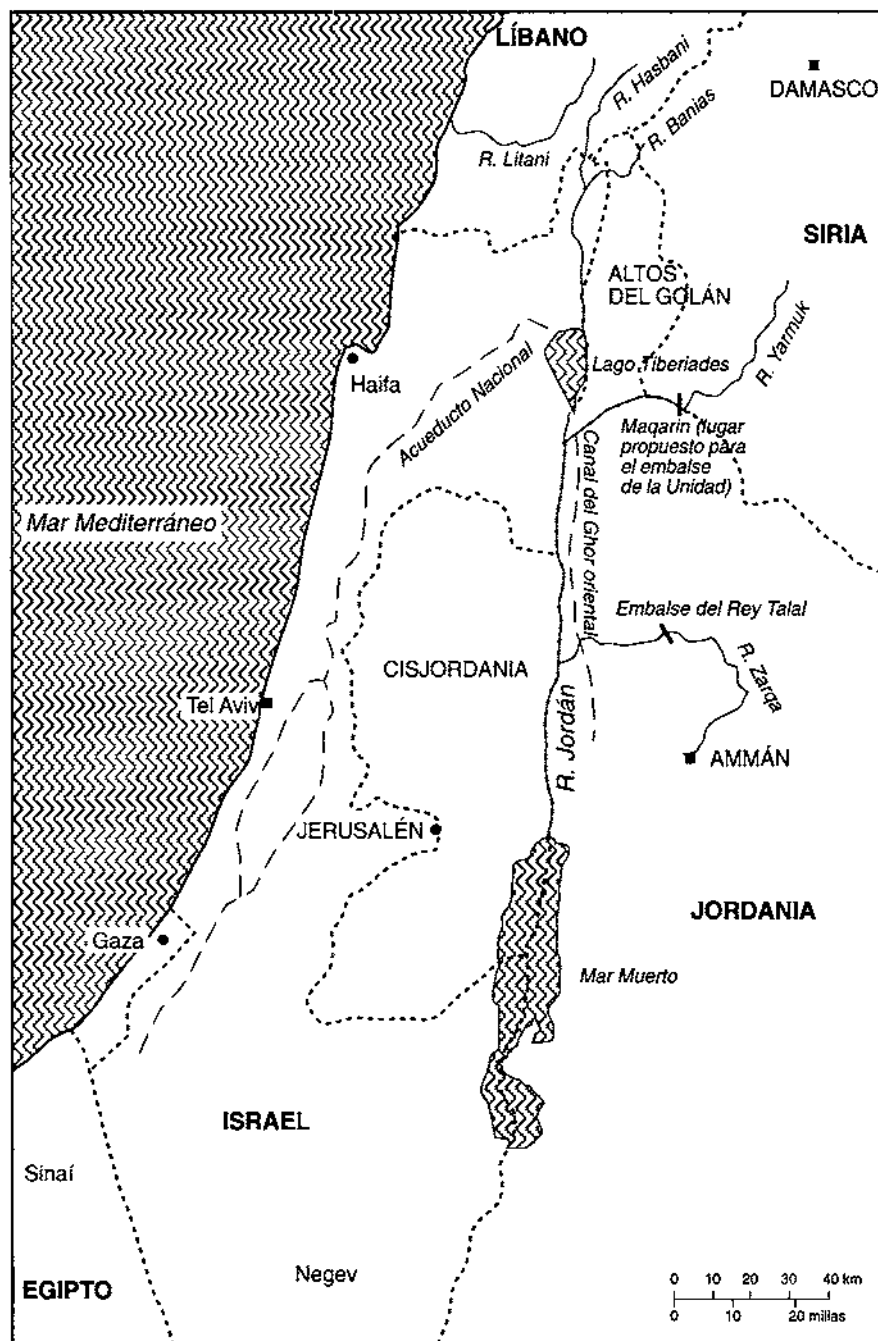 LÍBANO
R. Hasbani
DAMASCO
R. Banias
R. Litani
SIRIA
ALTOS
DEL GOLÁN
R. Yarmuk
Haifa
Acueducto Nacional
Lago Tiberiades
Maqarin (lugar
propuesto para
el embalse
de la Unidad)
Canal del Ghor oriental
Mar Mediterráneo
Embalse del Rey Talal
CISJORDANIA
R. Zarqa
Tel Aviv
R. Jordán
AMMÁN
JERUSALÉN
JORDANIA
Gaza
Mar Muerto
ISRAEL
Sinaí
Negev
EGIPTO
0 10 20 30 40 km
0 10 20 millas